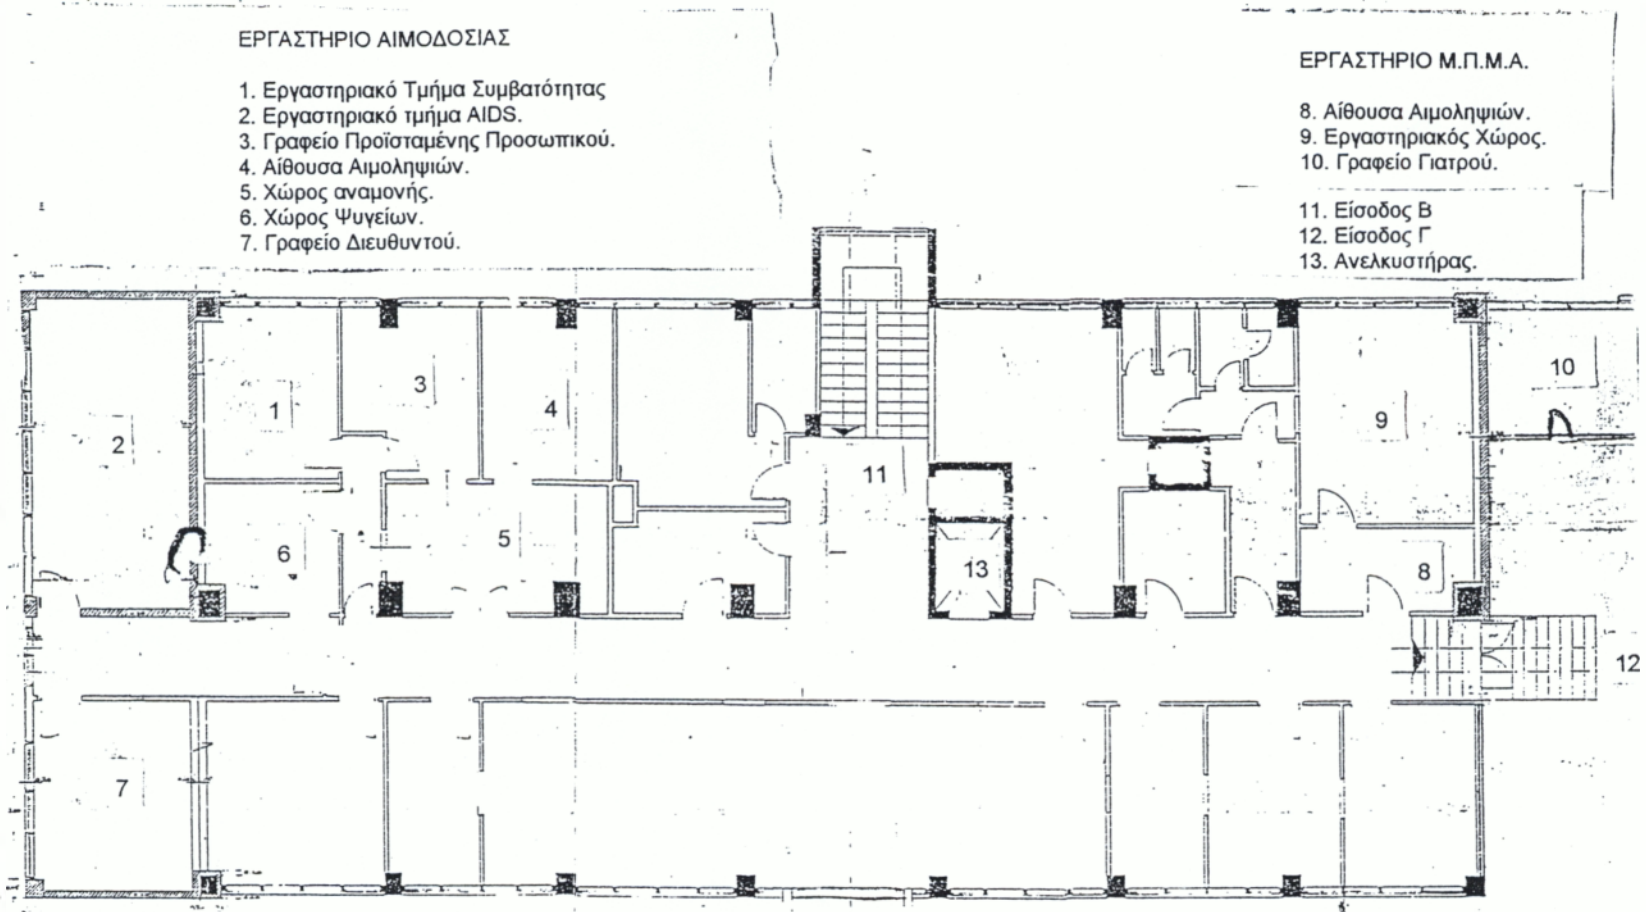 ΕΡΓΑΣΤΗΡΙΟ ΑΙΜΟΔΟΣΙΑΣ
1. Εργαστηριακό Τμήμα Συμβατότητας
2. Εργαστηριακό τμήμα AIDS.
3. Γραφείο Προϊσταμένης Προσωπικού.
4. Αίθουσα Αιμοληψιών.
5. Χώρος αναμονής.
6. Χώρος Ψυγείων.
7. Γραφείο Διευθυντού.
ΕΡΓΑΣΤΗΡΙΟ Μ.Π.Μ.Α.
8. Αίθουσα Αιμοληψιών.
9. Εργαστηριακός Χώρος.
10. Γραφείο Γιατρού.
11. Είσοδος Β
12. Είσοδος Γ
13. Ανελκυστήρας.
1
2
3
4
5
6
7
8
9
10
11
12
13